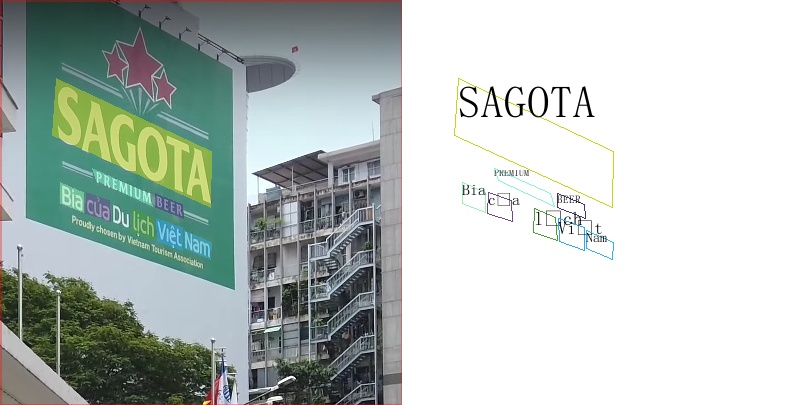 SAGOTA
PREMIUM BEER
Bia của Du lịch Việt Nam
Proudly chosen by Vietnam Tourism Association
SAGOTA
PREMIUM
BEER
Bia
c□a
l□ch
Vi□t
Nam